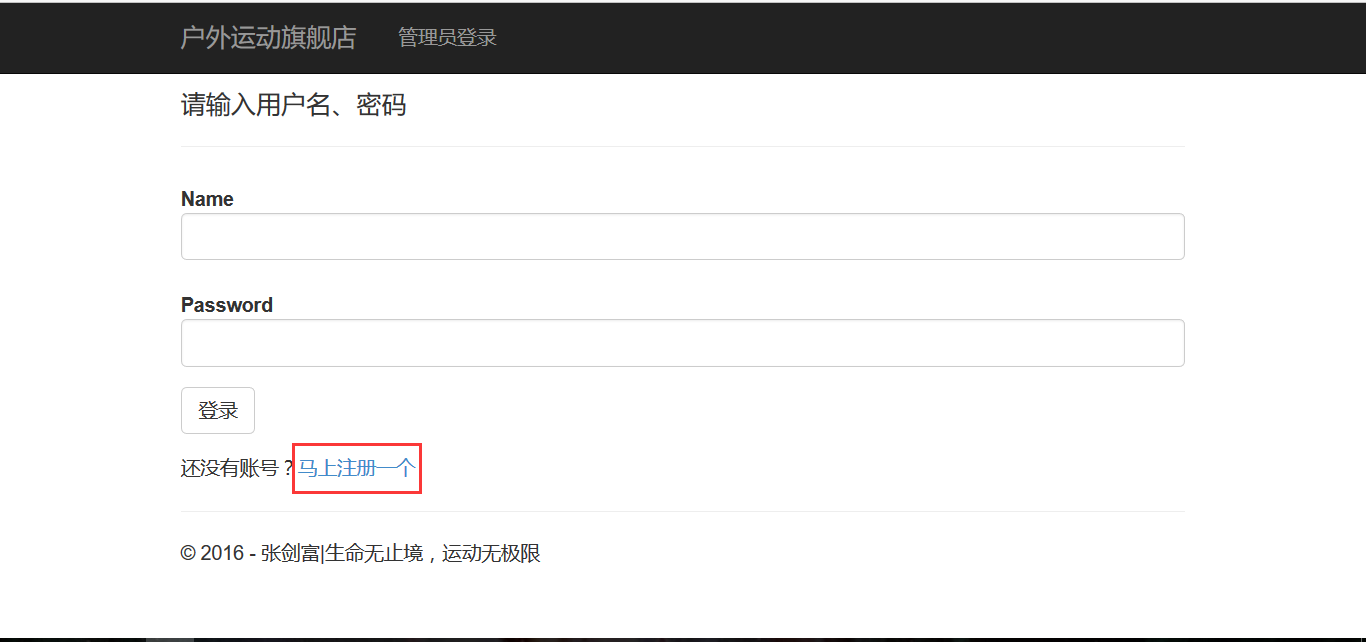 户外运动旗舰店 管理员登录
请输入用户名、密码
Name
Password
登录
还没有账号？马上注册一个
© 2016 - 张剑富|生命无止境，运动无极限